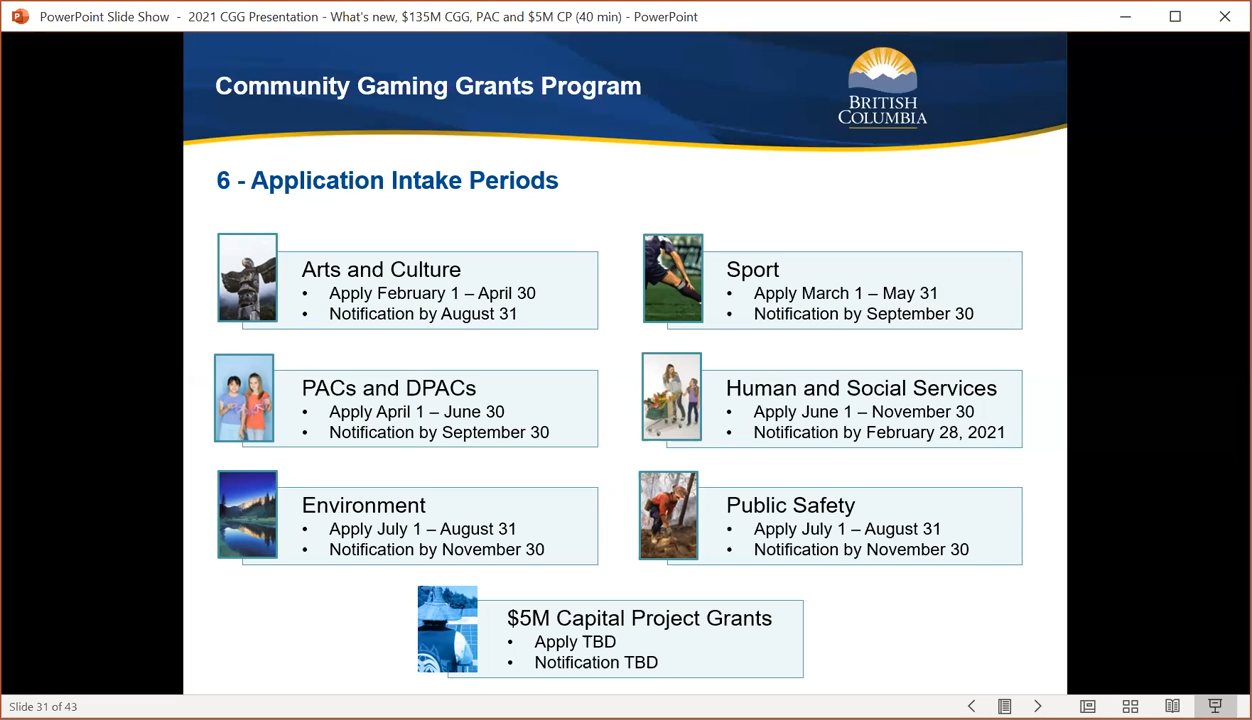 PowerPoint Slide Show - 2021 CGG Presentation - What's new, $135M CGG, PAC and $5M CP (40 min) - PowerPoint
Community Gaming Grants Program
BRITISH
COLUMBIA
6 - Application Intake Periods
Arts and Culture
• Apply February 1 – April 30
• Notification by August 31
Sport
• Apply March 1 – May 31
• Notification by September 30
PACs and DPACs
• Apply April 1 – June 30
• Notification by September 30
Human and Social Services
• Apply June 1 – November 30
• Notification by February 28, 2021
Environment
• Apply July 1 – August 31
• Notification by November 30
Public Safety
• Apply July 1 – August 31
• Notification by November 30
$5M Capital Project Grants
• Apply TBD
• Notification TBD
Slide 31 of 43